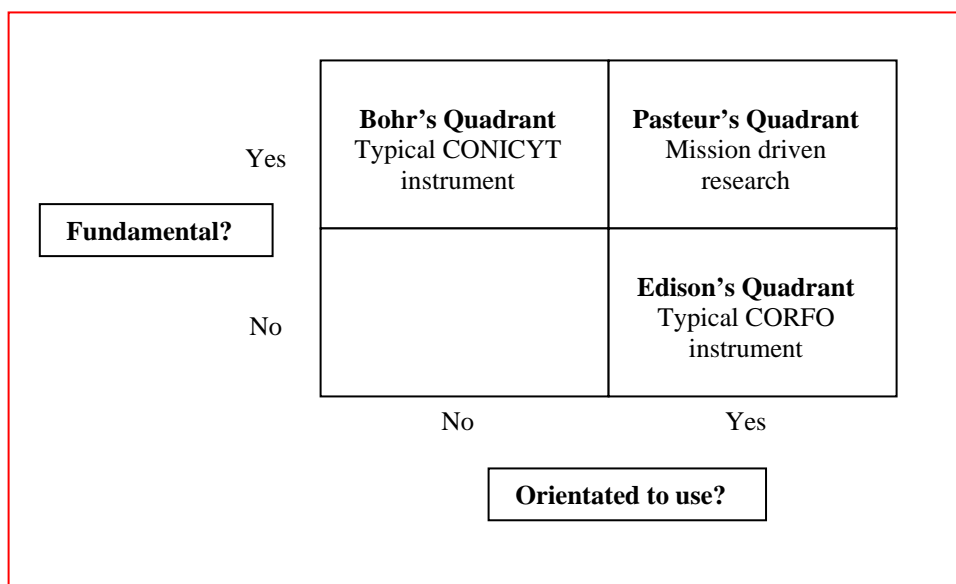 Bohr's Quadrant
Typical CONICYT
instrument
Pasteur's Quadrant
Mission driven
research
Yes
Fundamental?
Edison's Quadrant
Typical CORFO
instrument
No
No
Yes
Orientated to use?